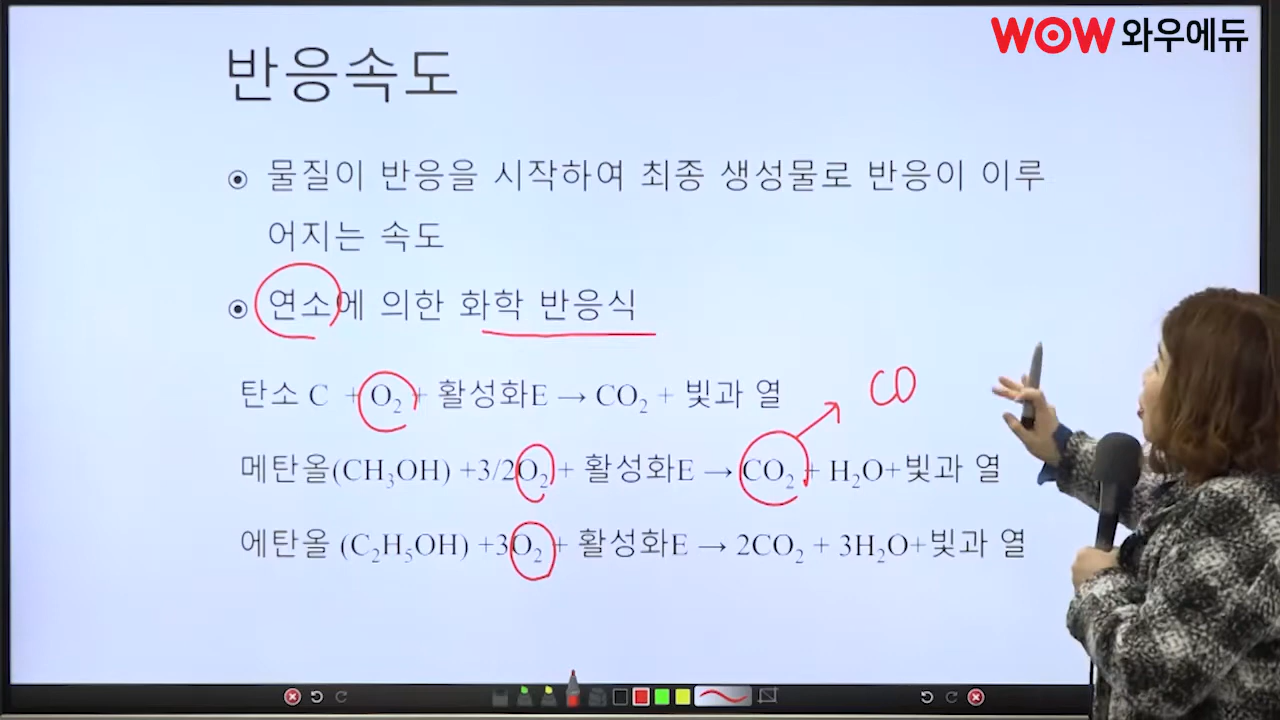 WOW 와우에듀
반응속도
물질이 반응을 시작하여 최종 생성물로 반응이 이루
어지는 속도
연소에 의한 화학 반응식
탄소 C + O₂ + 활성화E → CO₂ + 빛과 열
CO
메탄올(CH₃OH) +3/2O₂ + 활성화E → CO₂ + H₂O+빛과 열
에탄올 (C₂H₅OH) +3O₂ + 활성화E → 2CO₂ + 3H₂O+빛과 열